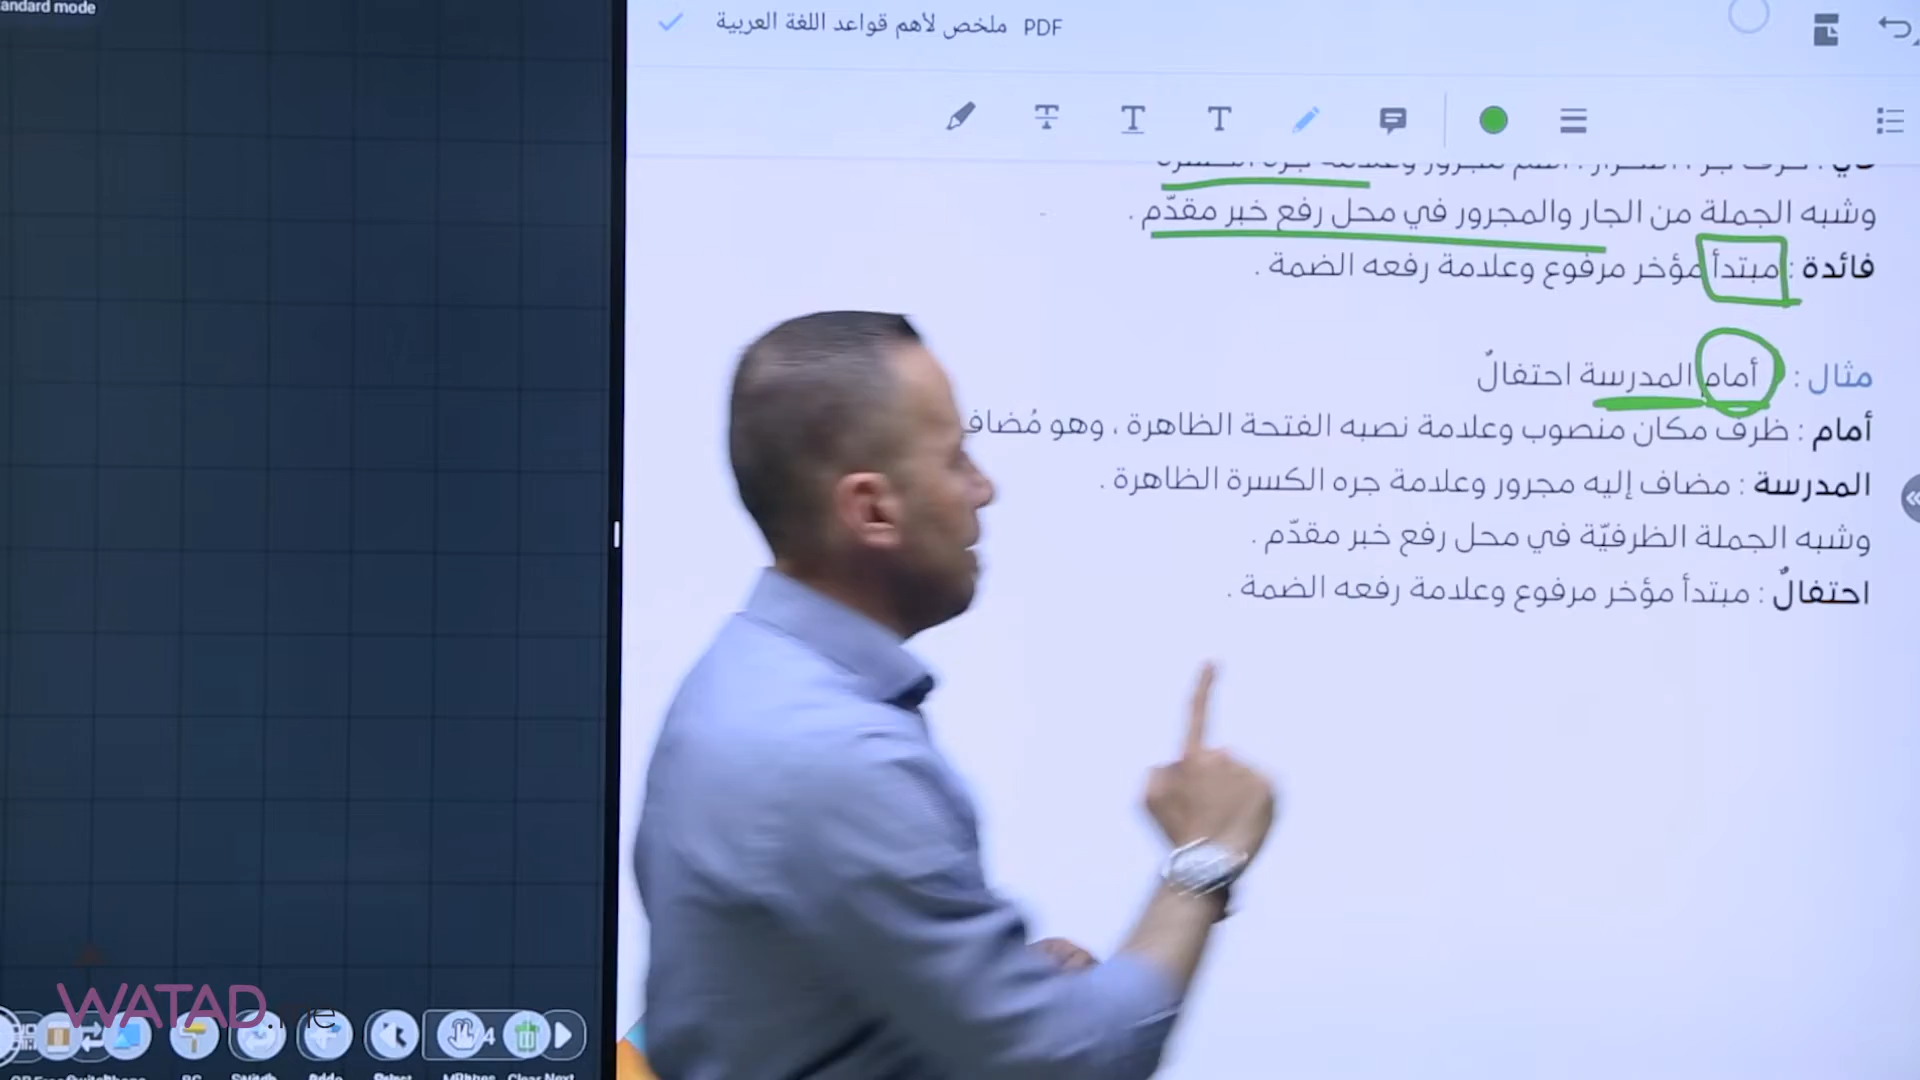 andard mode
PDF ملخص لأهم قواعد اللغة العربية
وشبه الجملة من الجار والمجرور في محل رفع خبر مقدّم .
فائدة : مبتدأ مؤخر مرفوع وعلامة رفعه الضمة .
مثال : أمام المدرسة احتفالٌ
أمام : ظرف مكان منصوب وعلامة نصبه الفتحة الظاهرة ، وهو مُضاف
المدرسة : مضاف إليه مجرور وعلامة جره الكسرة الظاهرة .
وشبه الجملة الظرفيّة في محل رفع خبر مقدّم .
احتفالٌ : مبتدأ مؤخر مرفوع وعلامة رفعه الضمة .
WATAD.me